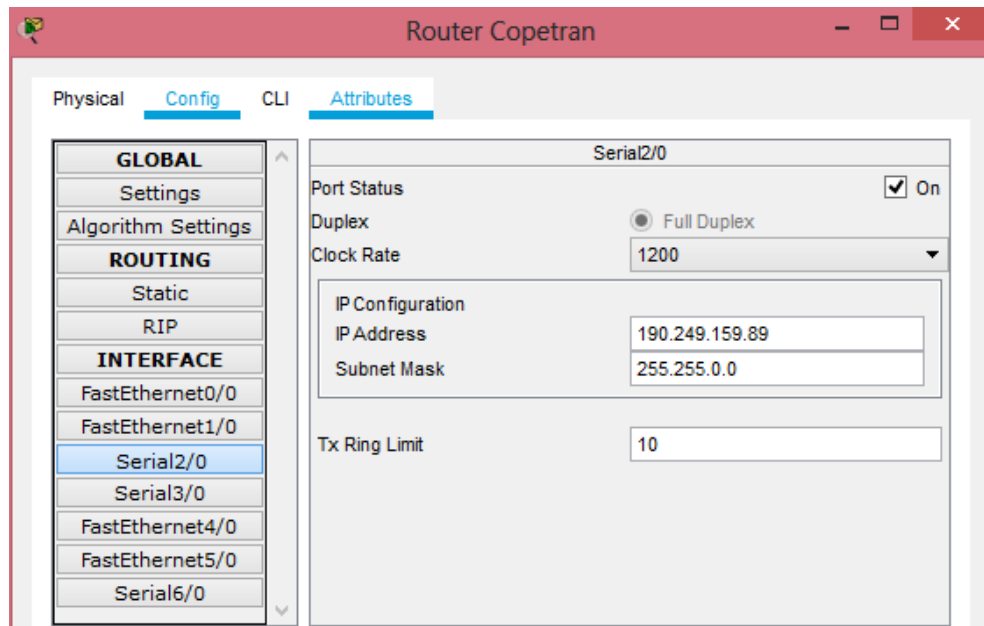 Router Copetran
Physical Config CLI Attributes
GLOBAL
Settings
Algorithm Settings
ROUTING
Static
RIP
INTERFACE
FastEthernet0/0
FastEthernet1/0
Serial2/0
Serial3/0
FastEthernet4/0
FastEthernet5/0
Serial6/0
Serial2/0
Port Status On
Duplex Full Duplex
Clock Rate 1200
IP Configuration
IP Address 190.249.159.89
Subnet Mask 255.255.0.0
Tx Ring Limit 10